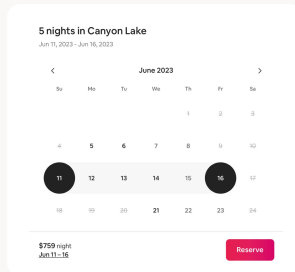 5 nights in Canyon Lake
Jun 11, 2023 - Jun 16, 2023
June 2023
Su Mo Tu We Th Fr Sa
1 2 3
4 5 6 7 8 9 10
11 12 13 14 15 16 17
18 19 20 21 22 23 24
$759 night
Jun 11 – 16
Reserve